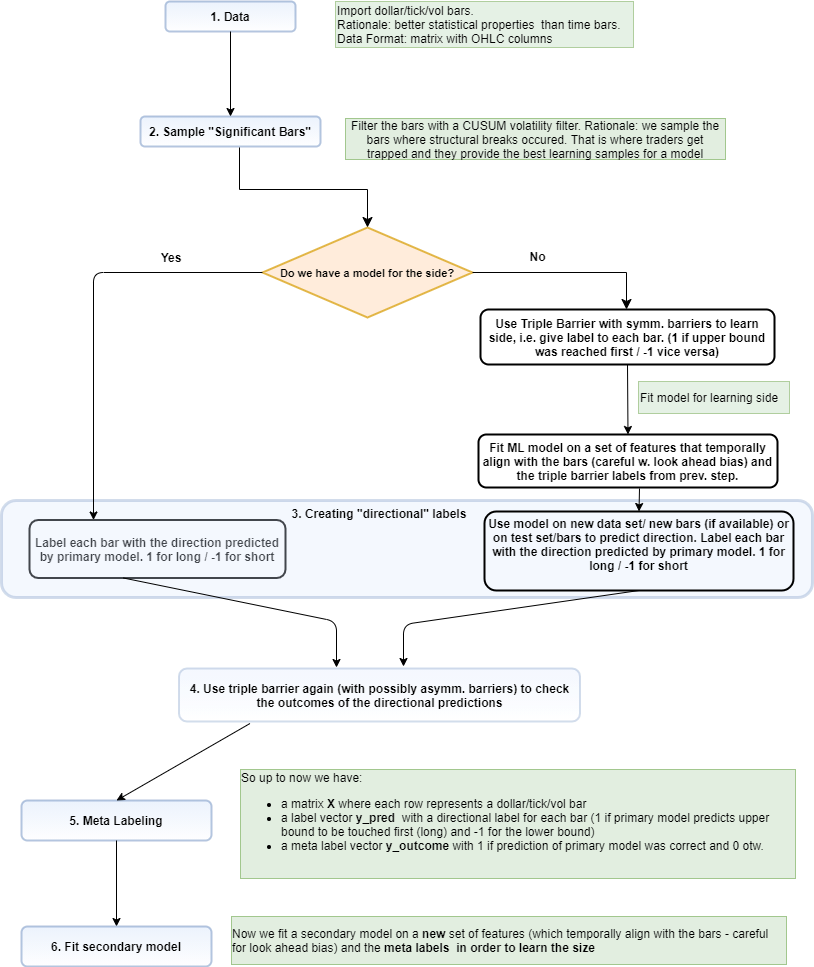 1. Data
Import dollar/tick/vol bars.
Rationale: better statistical properties  than time bars.
Data Format: matrix with OHLC columns
2. Sample "Significant Bars"
Filter the bars with a CUSUM volatility filter. Rationale: we sample the
bars where structural breaks occured. That is where traders get
trapped and they provide the best learning samples for a model
Do we have a model for the side?
Yes
No
Use Triple Barrier with symm. barriers to learn
side, i.e. give label to each bar. (1 if upper bound
was reached first / -1 vice versa)
Fit model for learning side
Fit ML model on a set of features that temporally
align with the bars (careful w. look ahead bias) and
the triple barrier labels from prev. step.
3. Creating "directional" labels
Label each bar with the direction predicted
by primary model. 1 for long / -1 for short
Use model on new data set/ new bars (if available) or
on test set/bars to predict direction. Label each bar
with the direction predicted by primary model. 1 for
long / -1 for short
4. Use triple barrier again (with possibly asymm. barriers) to check
the outcomes of the directional predictions
5. Meta Labeling
So up to now we have:
• a matrix X where each row represents a dollar/tick/vol bar
• a label vector y_pred  with a directional label for each bar (1 if primary model predicts upper
bound to be touched first (long) and -1 for the lower bound)
• a meta label vector y_outcome with 1 if prediction of primary model was correct and 0 otw.
6. Fit secondary model
Now we fit a secondary model on a new set of features (which temporally align with the bars - careful
for look ahead bias) and the meta labels  in order to learn the size